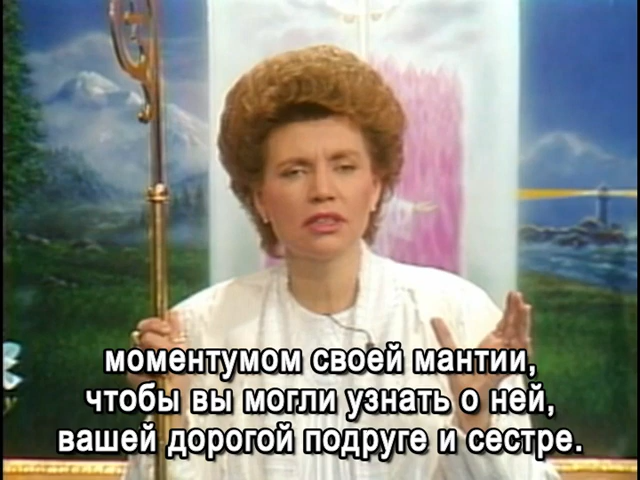 моментумом своей мантии,
чтобы вы могли узнать о ней,
вашей дорогой подруге и сестре.